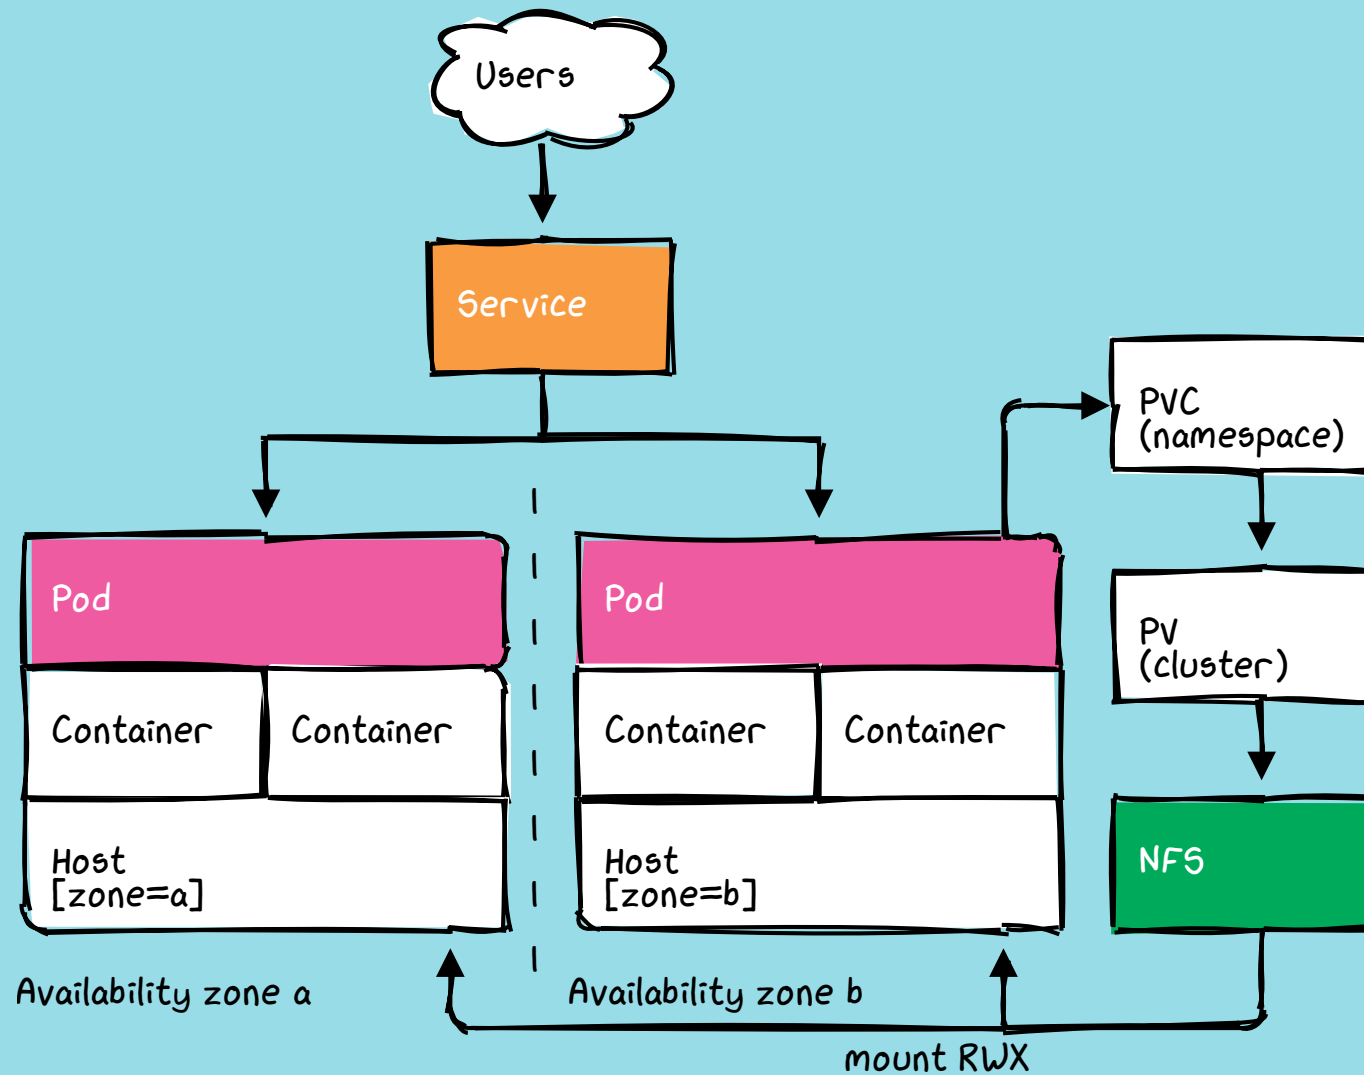 Users
Service
PVC
(namespace)
Pod
Pod
PV
(cluster)
Container
Container
Container
Container
Host
[zone=a]
Host
[zone=b]
NFS
Availability zone a
Availability zone b
mount RWX